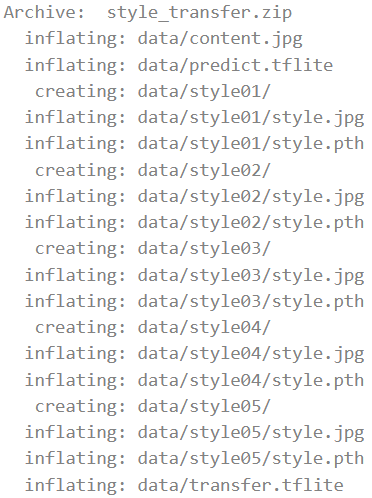 Archive:  style_transfer.zip
  inflating: data/content.jpg
  inflating: data/predict.tflite
   creating: data/style01/
  inflating: data/style01/style.jpg
  inflating: data/style01/style.pth
   creating: data/style02/
  inflating: data/style02/style.jpg
  inflating: data/style02/style.pth
   creating: data/style03/
  inflating: data/style03/style.jpg
  inflating: data/style03/style.pth
   creating: data/style04/
  inflating: data/style04/style.jpg
  inflating: data/style04/style.pth
   creating: data/style05/
  inflating: data/style05/style.jpg
  inflating: data/style05/style.pth
  inflating: data/transfer.tflite